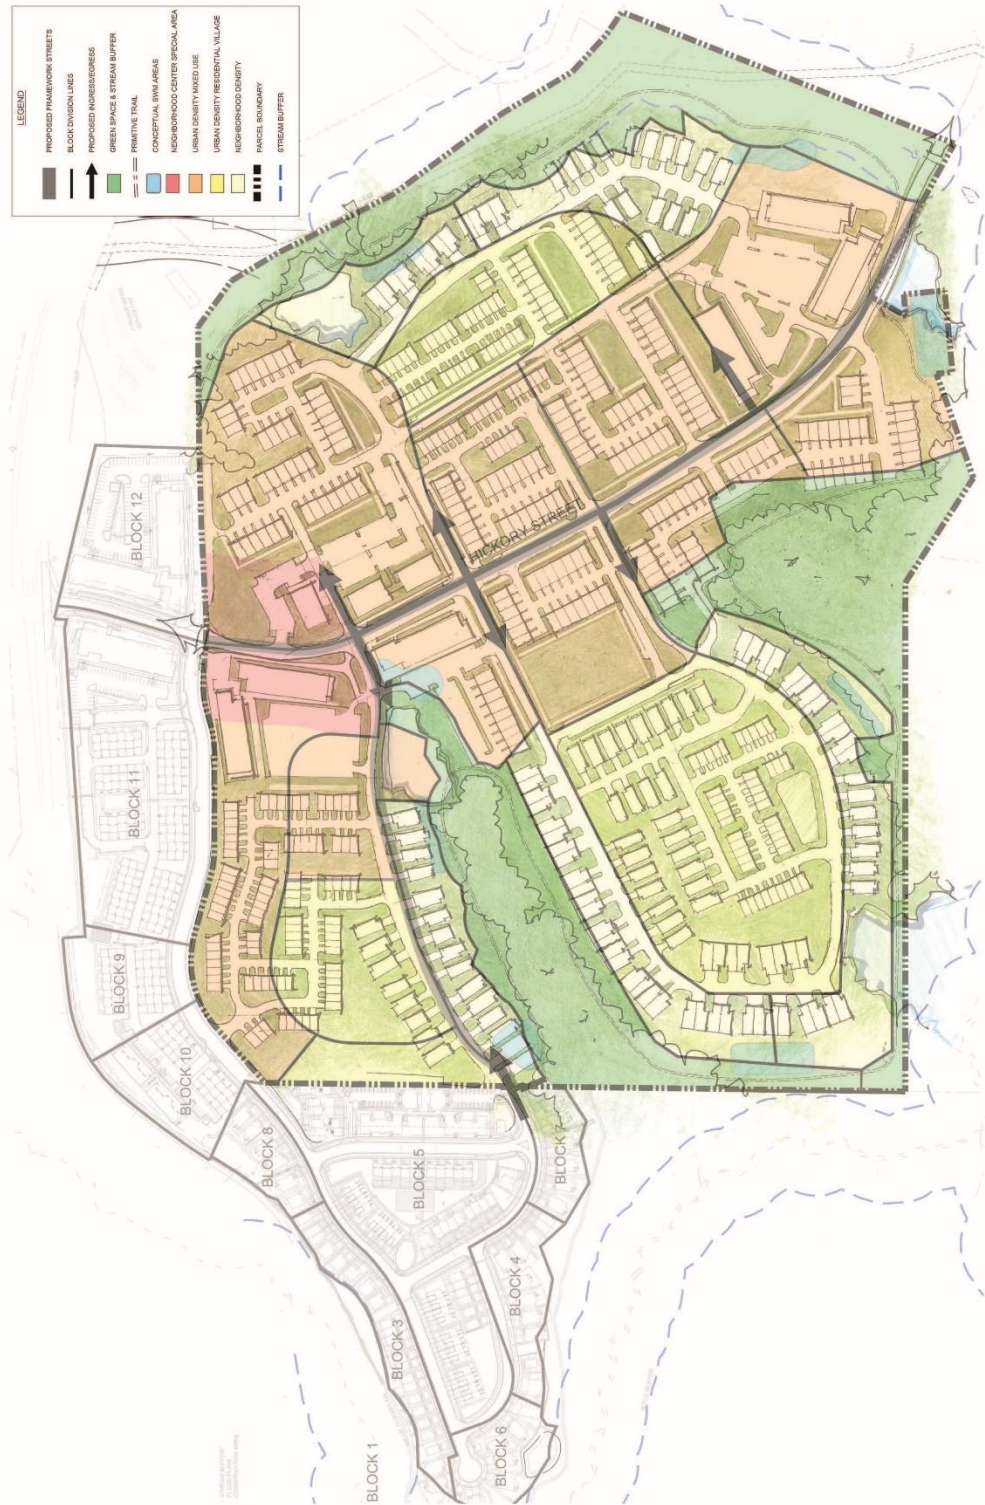 LEGEND
PROPOSED FRAMEWORK STREETS
BLOCK DIVISION LINES
PROPOSED INGRESS/EGRESS
GREEN SPACE & STREAM BUFFER
PRIMITIVE TRAIL
CONCEPTUAL SWM AREAS
NEIGHBORHOOD CENTER SPECIAL AREA
URBAN DENSITY MIXED USE
URBAN DENSITY RESIDENTIAL VILLAGE
NEIGHBORHOOD DENSITY
PARCEL BOUNDARY
STREAM BUFFER
BLOCK 12
BLOCK 11
BLOCK 9
BLOCK 10
BLOCK 8
BLOCK 5
BLOCK 7
BLOCK 4
BLOCK 3
BLOCK 6
BLOCK 1
HICKORY STREET